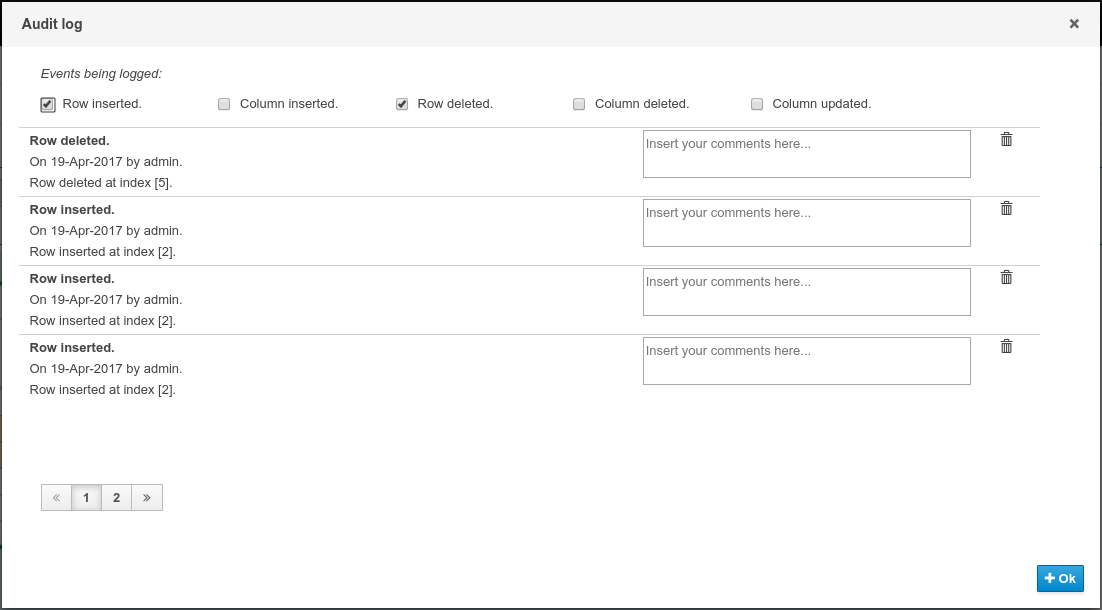 Audit log
Events being logged:
Row inserted. Column inserted. Row deleted. Column deleted. Column updated.
Row deleted.
On 19-Apr-2017 by admin.
Row deleted at index [5].
Insert your comments here...
Row inserted.
On 19-Apr-2017 by admin.
Row inserted at index [2].
Insert your comments here...
Row inserted.
On 19-Apr-2017 by admin.
Row inserted at index [2].
Insert your comments here...
Row inserted.
On 19-Apr-2017 by admin.
Row inserted at index [2].
Insert your comments here...
« 1 2 »
Ok